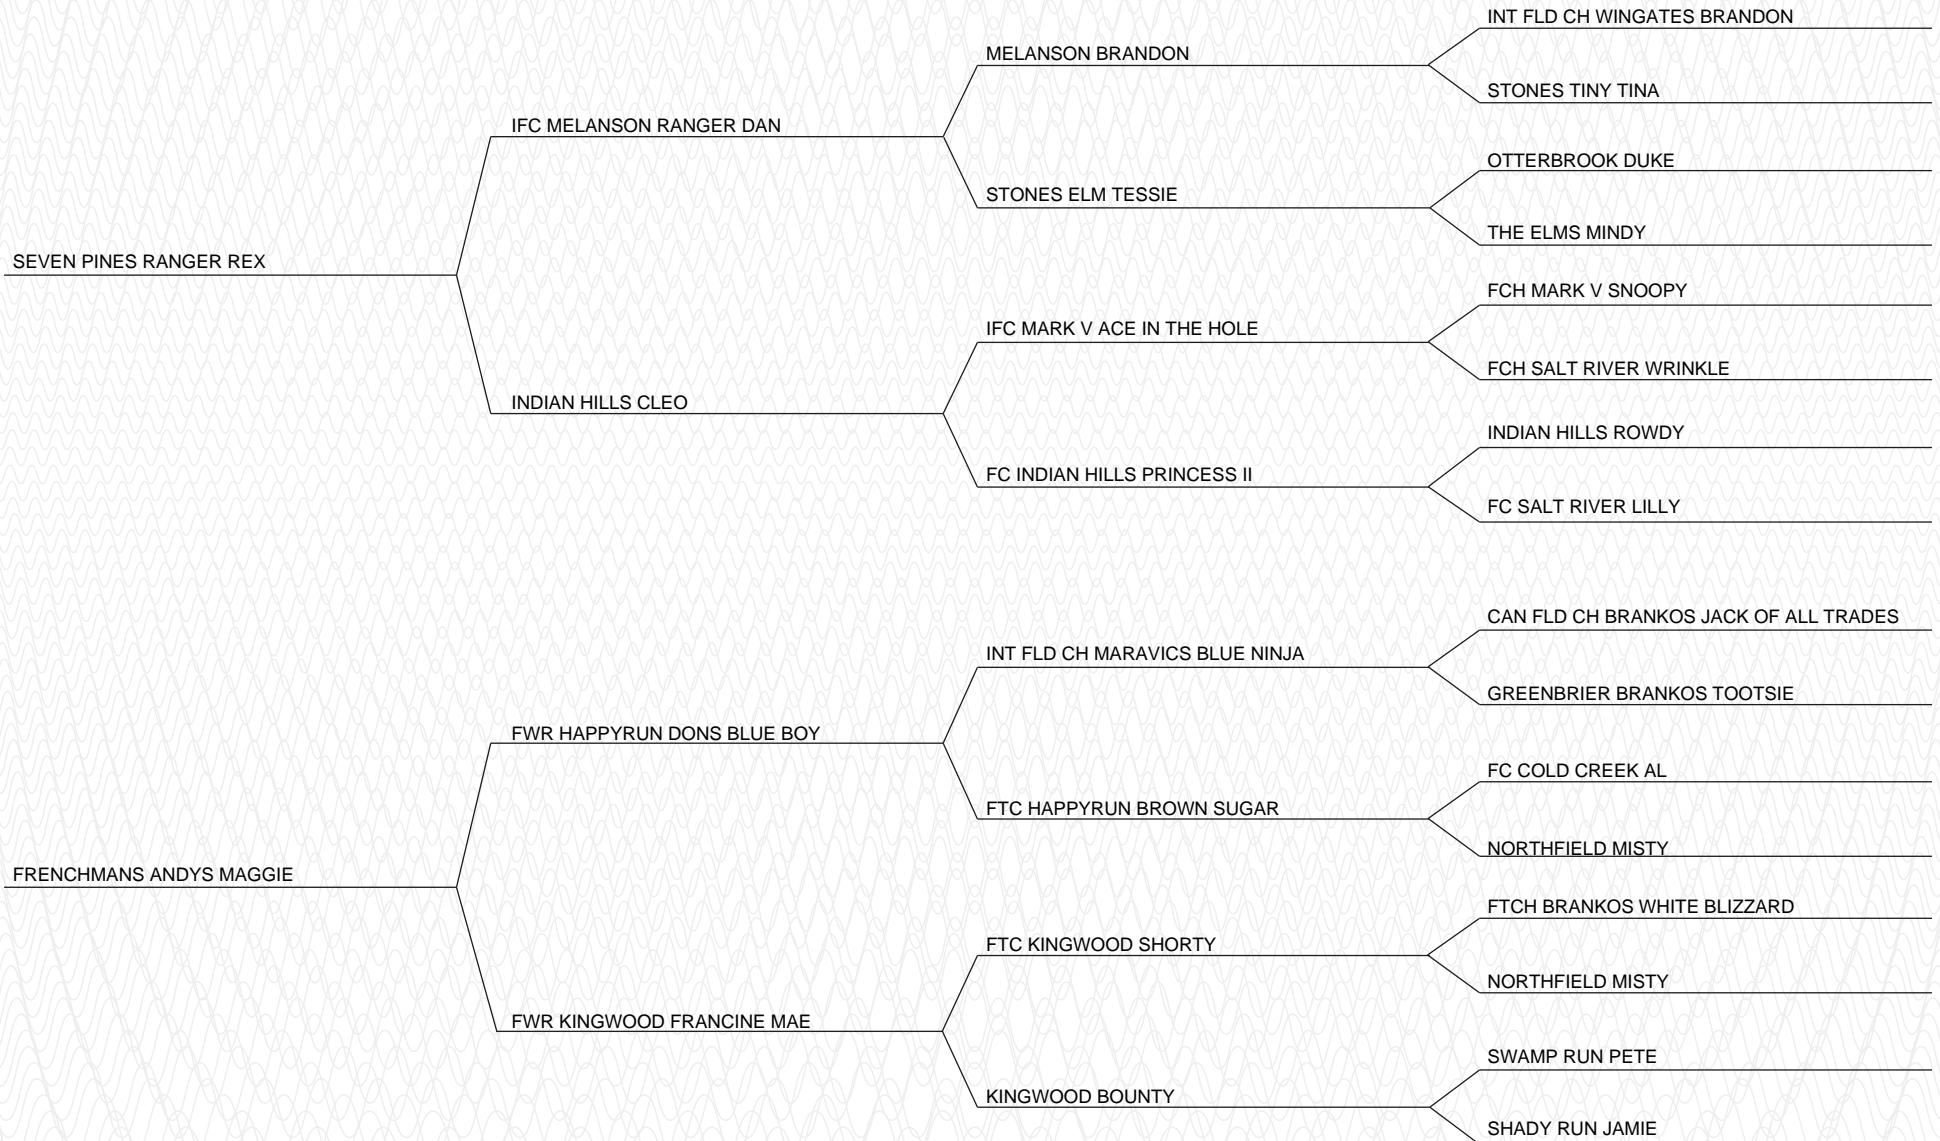 INT FLD CH WINGATES BRANDON
MELANSON BRANDON
STONES TINY TINA
IFC MELANSON RANGER DAN
OTTERBROOK DUKE
STONES ELM TESSIE
THE ELMS MINDY
SEVEN PINES RANGER REX
FCH MARK V SNOOPY
IFC MARK V ACE IN THE HOLE
FCH SALT RIVER WRINKLE
INDIAN HILLS CLEO
INDIAN HILLS ROWDY
FC INDIAN HILLS PRINCESS II
FC SALT RIVER LILLY
CAN FLD CH BRANKOS JACK OF ALL TRADES
INT FLD CH MARAVICS BLUE NINJA
GREENBRIER BRANKOS TOOTSIE
FWR HAPPYRUN DONS BLUE BOY
FC COLD CREEK AL
FTC HAPPYRUN BROWN SUGAR
NORTHFIELD MISTY
FRENCHMANS ANDYS MAGGIE
FTCH BRANKOS WHITE BLIZZARD
FTC KINGWOOD SHORTY
NORTHFIELD MISTY
FWR KINGWOOD FRANCINE MAE
SWAMP RUN PETE
KINGWOOD BOUNTY
SHADY RUN JAMIE